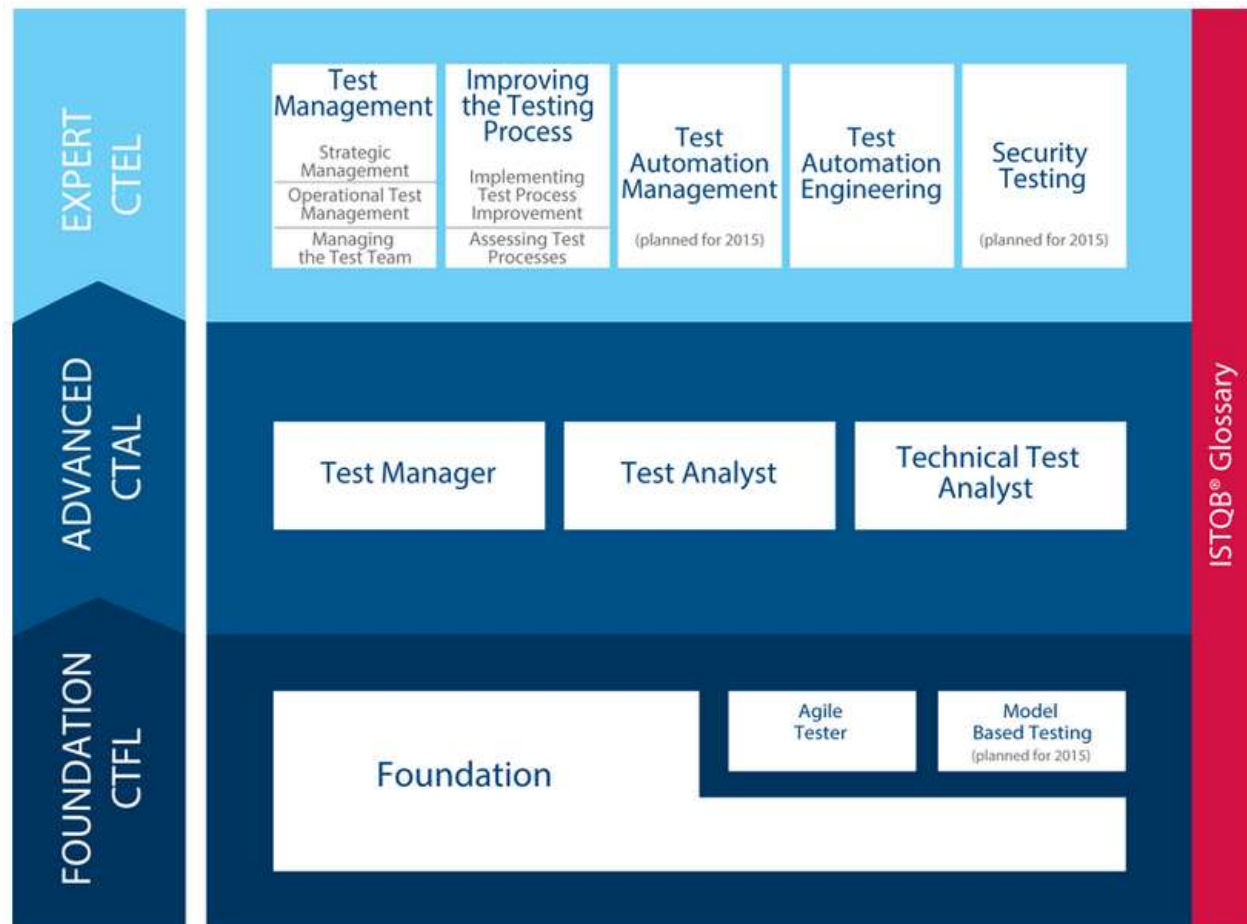 EXPERT
CTEL
Test
Management
Strategic
Management
Operational Test
Management
Managing
the Test Team
Improving
the Testing
Process
Implementing
Test Process
Improvement
Assessing Test
Processes
Test
Automation
Management
(planned for 2015)
Test
Automation
Engineering
Security
Testing
(planned for 2015)
ADVANCED
CTAL
Test Manager
Test Analyst
Technical Test
Analyst
FOUNDATION
CTFL
Foundation
Agile
Tester
Model
Based Testing
(planned for 2015)
ISTQB® Glossary